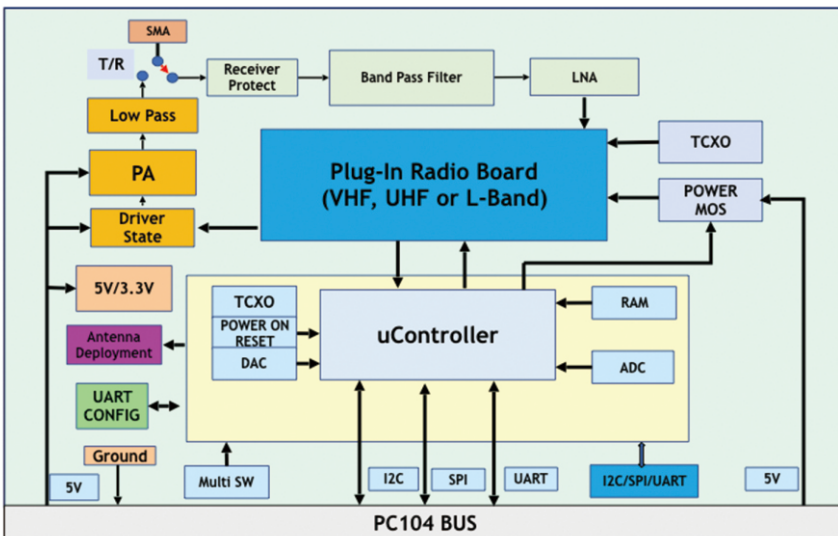 SMA
T/R
Receiver
Protect
Band Pass Filter
LNA
Low Pass
Plug-In Radio Board
(VHF, UHF or L-Band)
TCXO
PA
POWER
MOS
Driver
State
5V/3.3V
TCXO
POWER ON
RESET
DAC
uController
RAM
ADC
Antenna
Deployment
UART
CONFIG
Ground
5V
Multi SW
I2C
SPI
UART
I2C/SPI/UART
5V
PC104 BUS